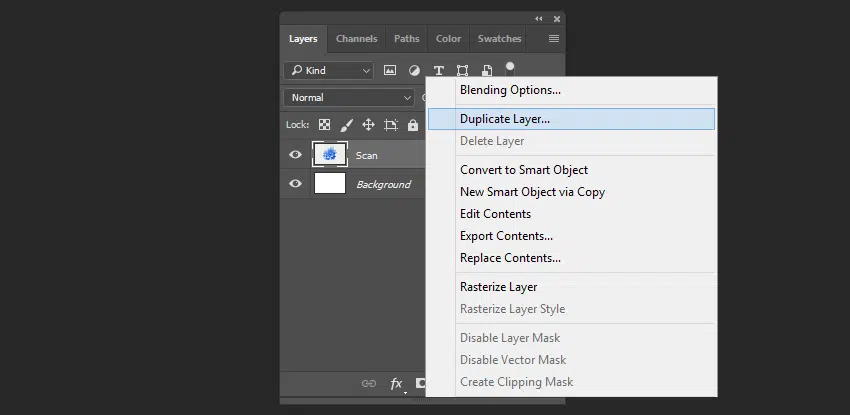 Layers Channels Paths Color Swatches
Kind
Normal
Lock:
Scan
Background
fx
Blending Options...
Duplicate Layer...
Delete Layer
Convert to Smart Object
New Smart Object via Copy
Edit Contents
Export Contents...
Replace Contents...
Rasterize Layer
Rasterize Layer Style
Disable Layer Mask
Disable Vector Mask
Create Clipping Mask